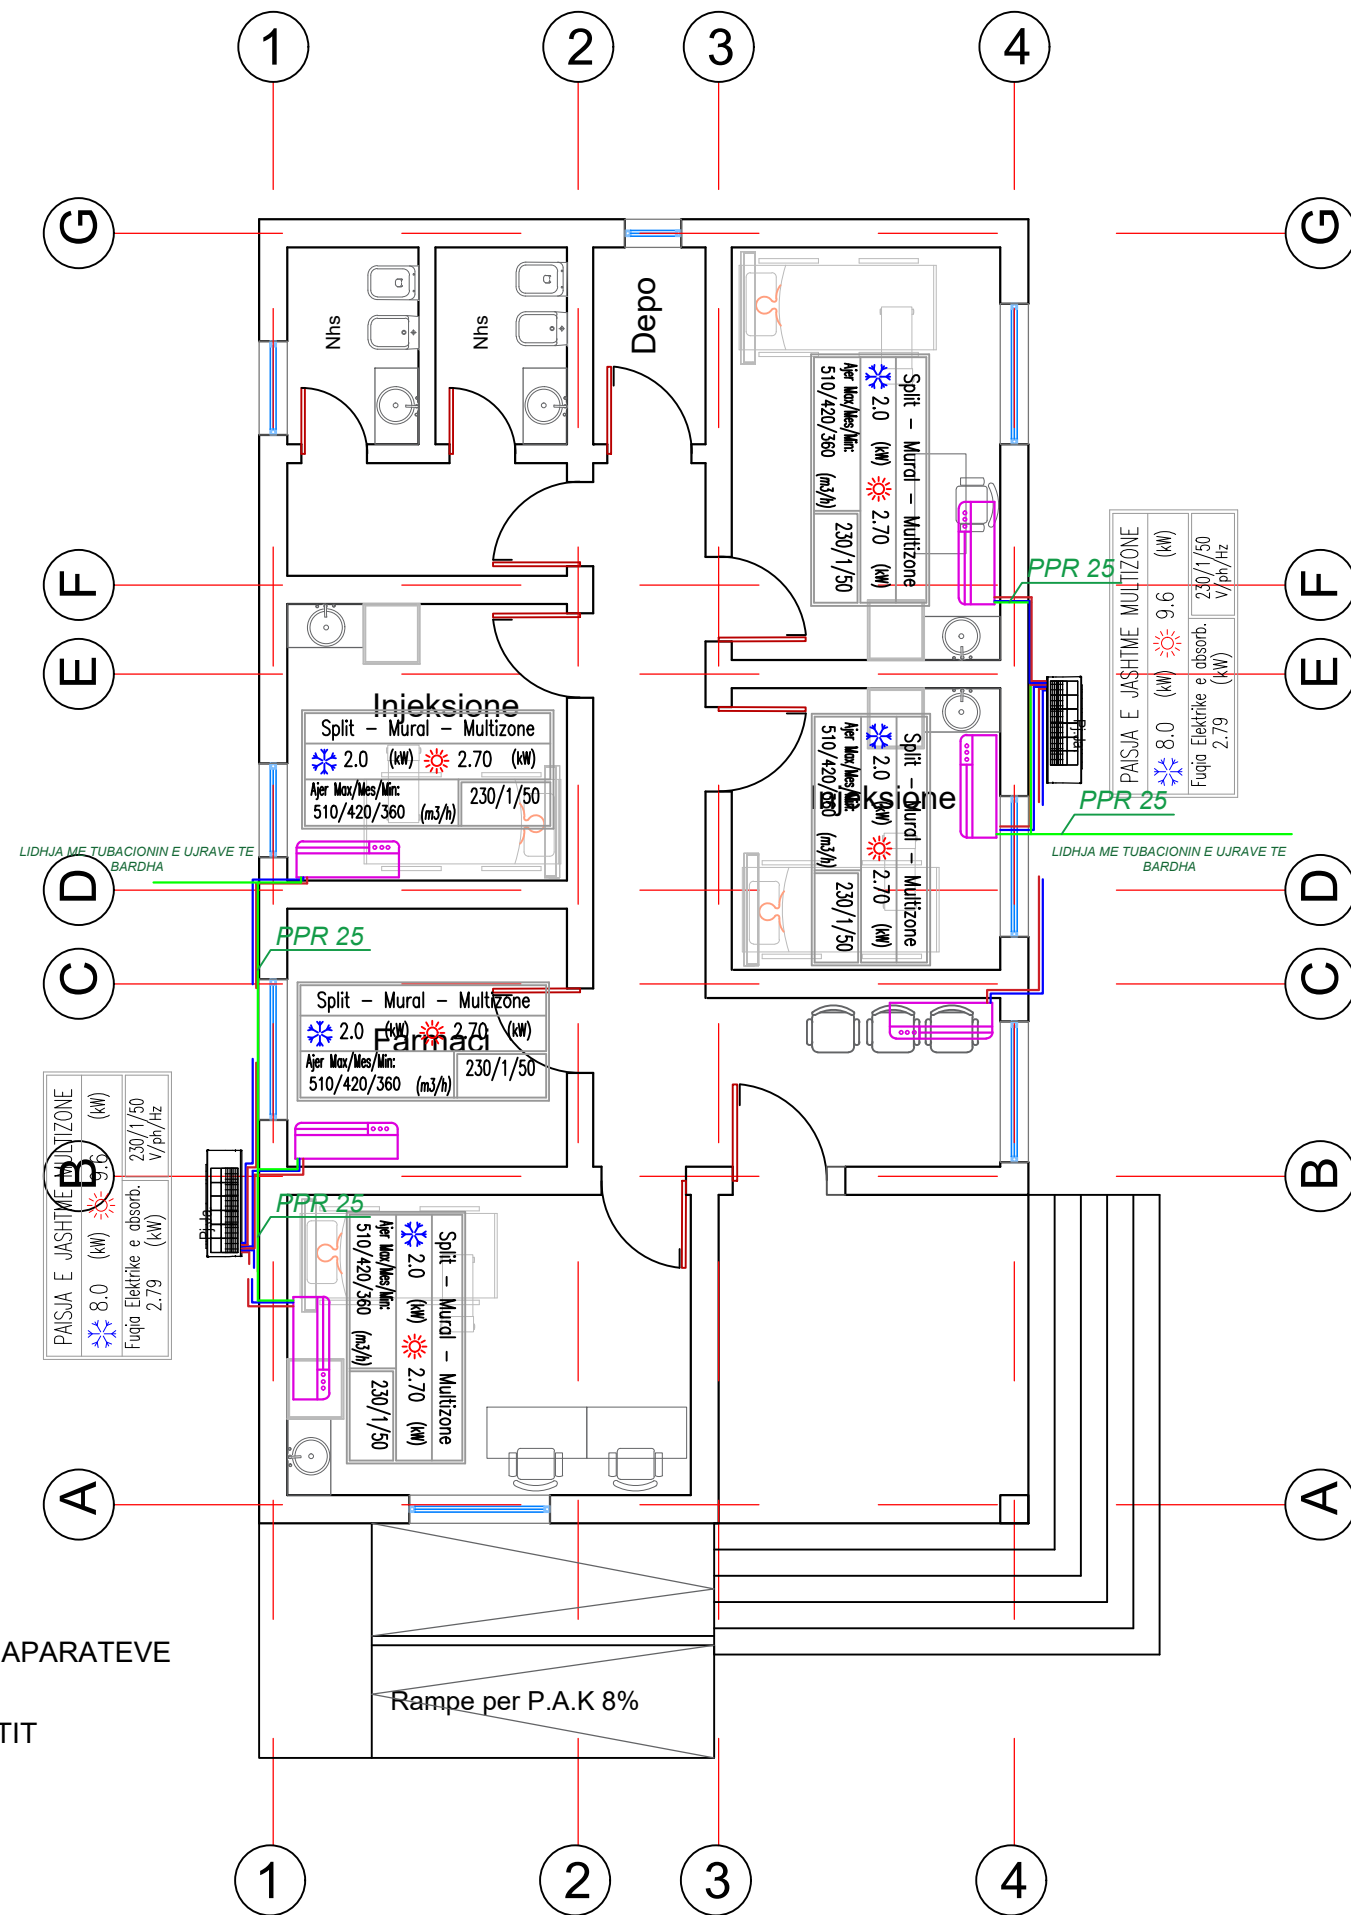 1
2
3
4
G
G
Nhs
Nhs
Depo
Split - Mural - Multizone
2.0 (kW) 2.70 (kW)
Ajer Max/Mes/Min:
510/420/360 (m3/h)
230/1/50
F
PPR 25
F
PAISJA E JASHTME MULTIZONE
8.0 (kW) 9.6 (kW)
Fuqia Elektrike e absorb.
2.79 (kW)
230/1/50
V/ph/Hz
E
E
Injeksione
Split - Mural - Multizone
2.0 (kW) 2.70 (kW)
Ajer Max/Mes/Min:
510/420/360 (m3/h)
230/1/50
Split - Mural - Multizone
2.0 (kW) 2.70 (kW)
Ajer Max/Mes/Min:
510/420/360 (m3/h)
230/1/50
Injeksione
PPR 25
LIDHJA ME TUBACIONIN E UJRAVE TE
BARDHA
LIDHJA ME TUBACIONIN E UJRAVE TE
BARDHA
D
D
PPR 25
C
C
Split - Mural - Multizone
2.0 (kW) 2.70 (kW)
Farmaci
Ajer Max/Mes/Min:
510/420/360 (m3/h)
230/1/50
PAISJA E JASHTME MULTIZONE
8.0 (kW) 9.6 (kW)
Fuqia Elektrike e absorb.
2.79 (kW)
230/1/50
V/ph/Hz
B
B
PPR 25
Split - Mural - Multizone
2.0 (kW) 2.70 (kW)
Ajer Max/Mes/Min:
510/420/360 (m3/h)
230/1/50
A
A
APARATEVE
Rampe per P.A.K 8%
TIT
1
2
3
4